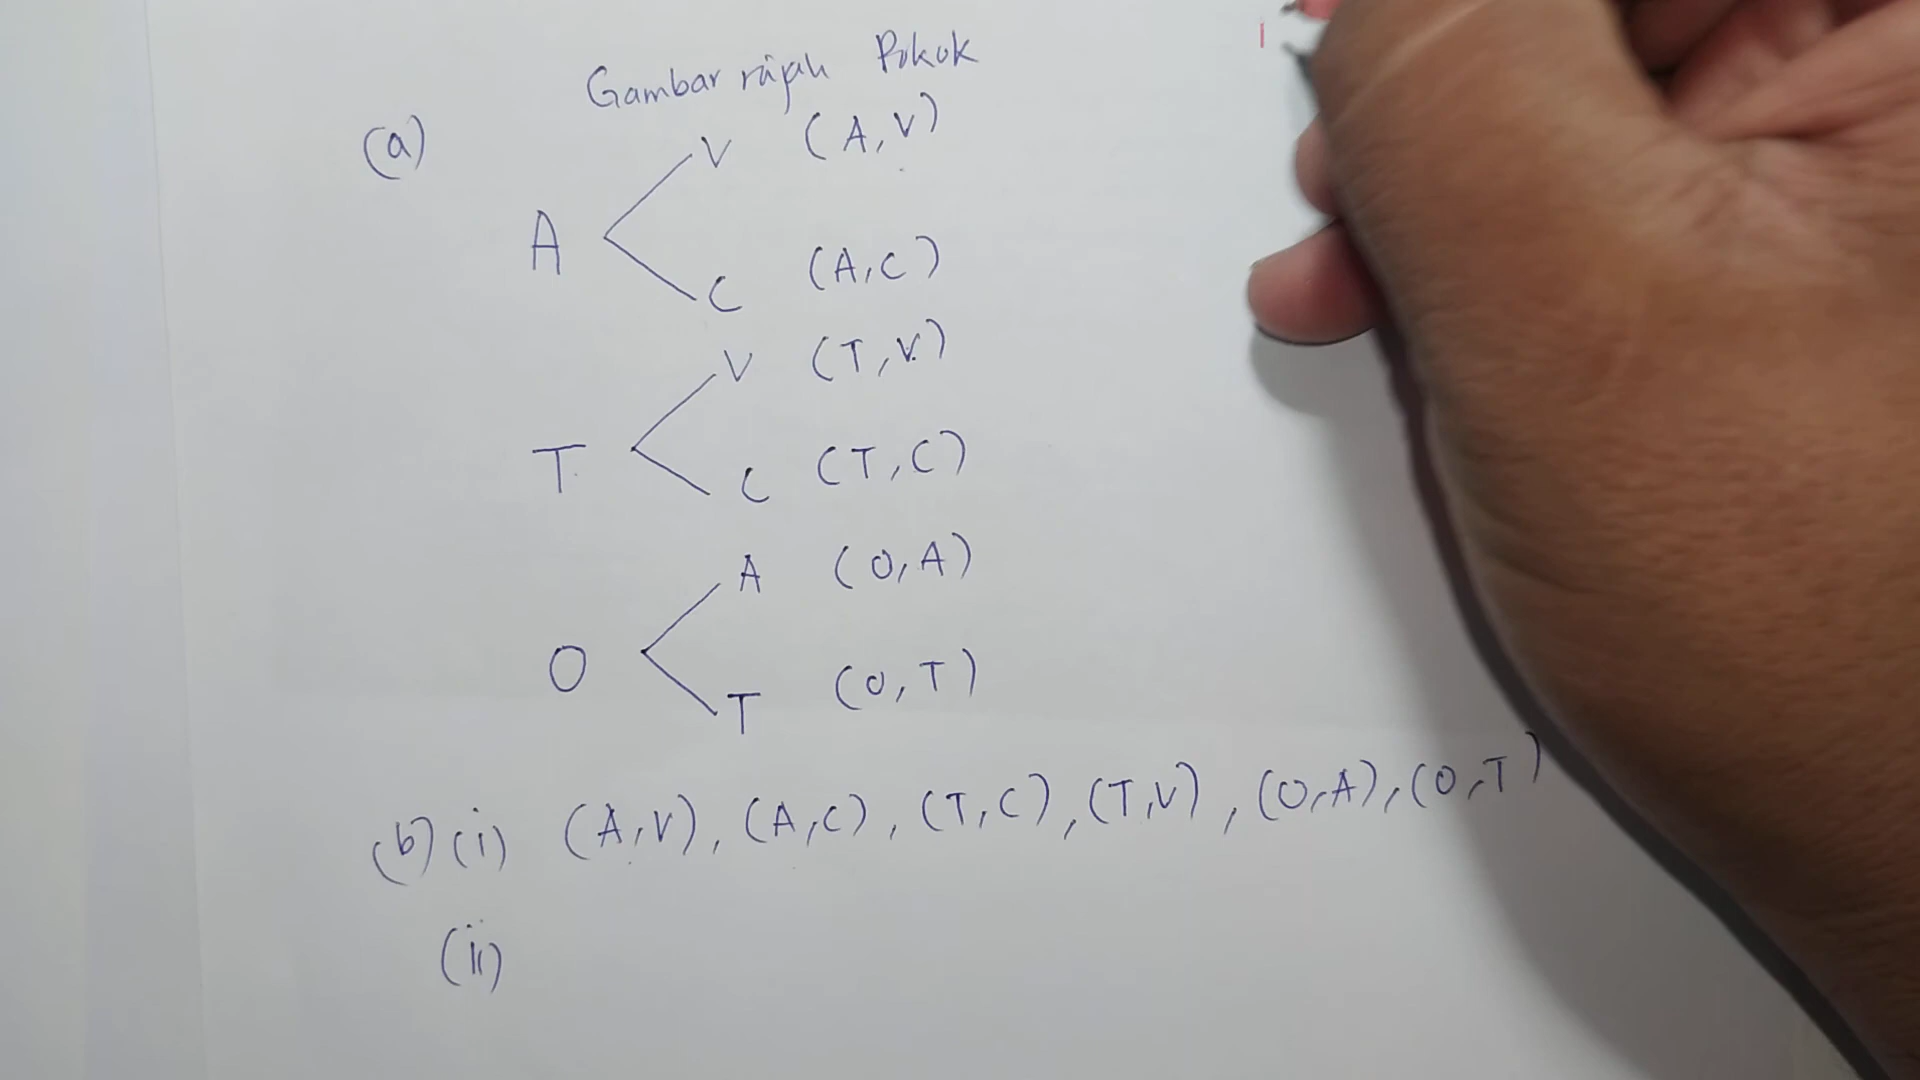 Gambar rajah Pokok
(a)
V (A,V)
A
C (A,C)
V (T,V)
T
C (T,C)
A (O,A)
O
T (O,T)
(b) (i) (A,V), (A,C), (T,C), (T,V), (O,A), (O,T)
(ii)